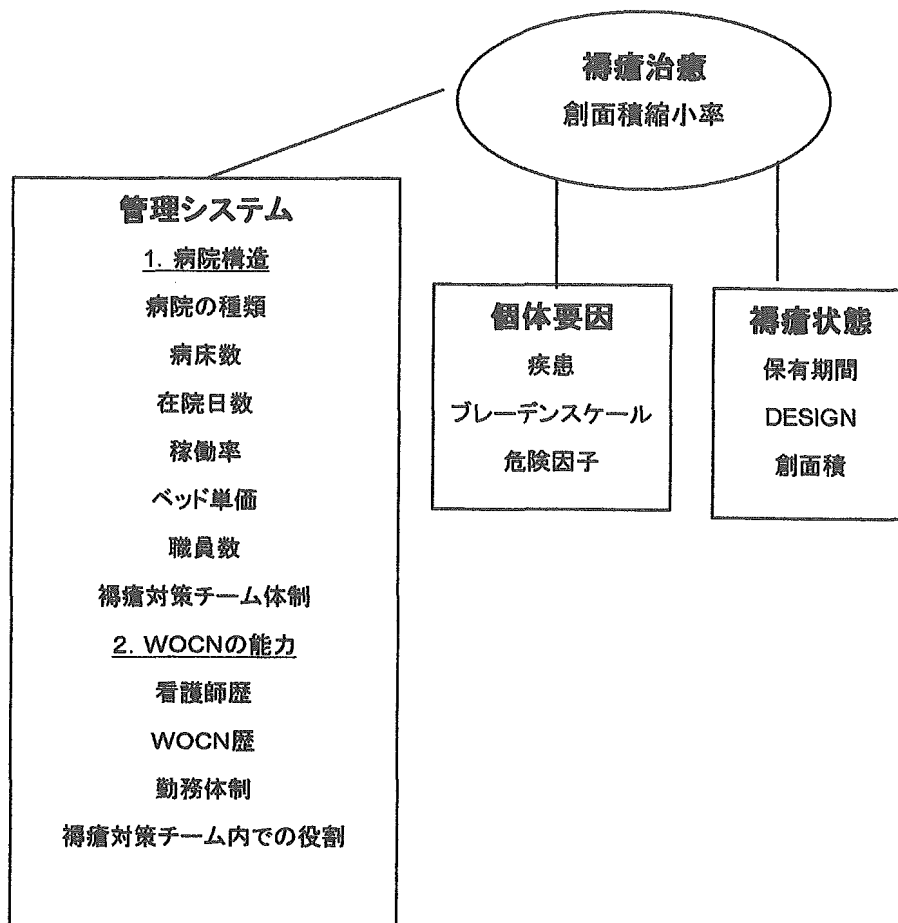 褥瘡治癒
創面積縮小率
管理システム
1. 病院構造
病院の種類
病床数
在院日数
稼働率
ベッド単価
職員数
褥瘡対策チーム体制
2. WOCNの能力
看護師歴
WOCN歴
勤務体制
褥瘡対策チーム内での役割
個体要因
疾患
ブレーデンスケール
危険因子
褥瘡状態
保有期間
DESIGN
創面積